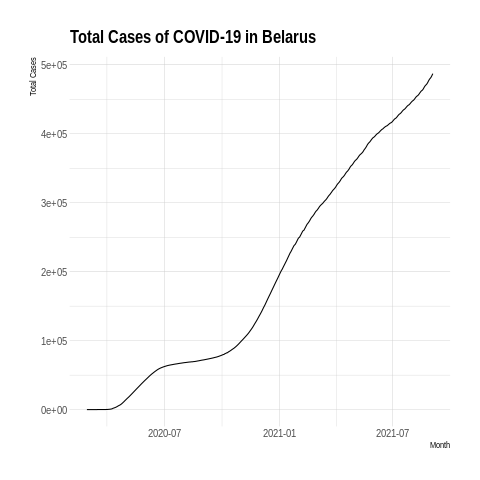 Total Cases of COVID-19 in Belarus
Total Cases
5e+05
4e+05
3e+05
2e+05
1e+05
0e+00
2020-07 2021-01 2021-07
Month